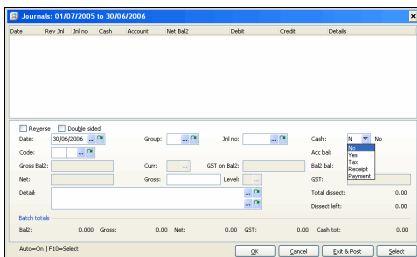 Journals: 01/07/2005 to 30/06/2006
Date Rev Jnl Jnl no Cash Account Net Bal2 Debit Credit Details
Reverse Double sided
Date: 30/06/2006 ... Group: ... Jnl no: ... Cash: N No
No
Yes
Tax
Receipt
Payment
Code: ... Acc bal:
Gross Bal2: Curr: ... GST on Bal2: Bal2 bal:
Net: Gross: Level: ... GST:
Detail: ... Total dissect: 0.00
... Dissect left: 0.00
Batch totals
Bal2: 0.000 Gross: 0.00 Net: 0.00 GST: 0.00 Cash tot: 0.00
Auto=On | F10=Select OK Cancel Exit & Post Select